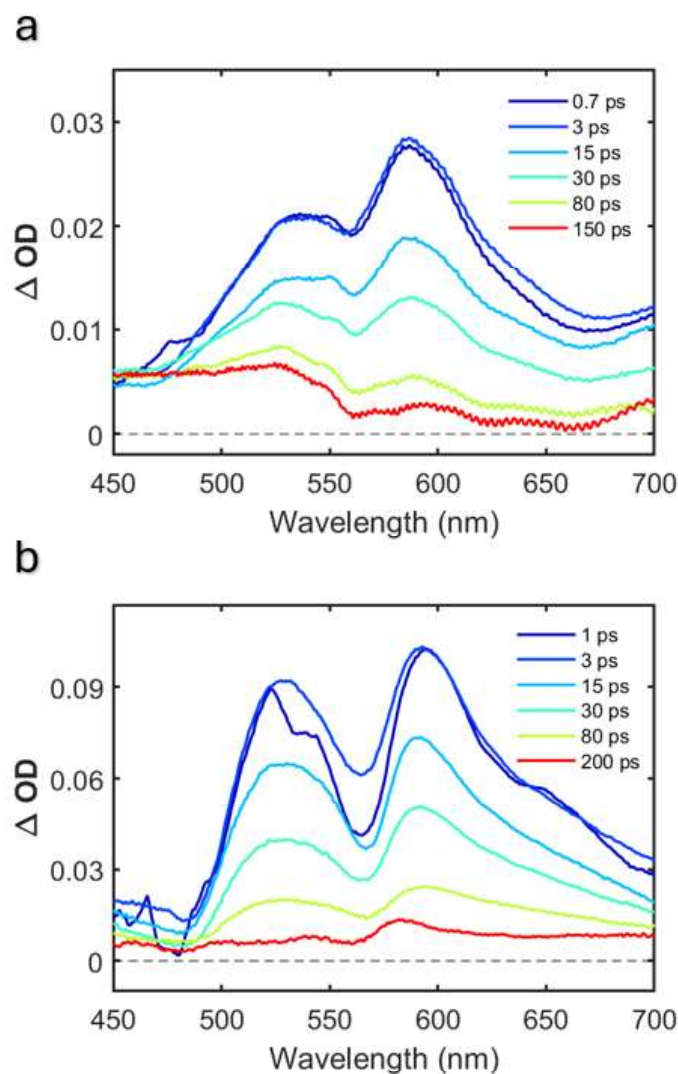 a
0.03
0.02
0.01
0
Δ OD
0.7 ps
3 ps
15 ps
30 ps
80 ps
150 ps
450 500 550 600 650 700
Wavelength (nm)
b
0.09
0.06
0.03
0
Δ OD
1 ps
3 ps
15 ps
30 ps
80 ps
200 ps
450 500 550 600 650 700
Wavelength (nm)